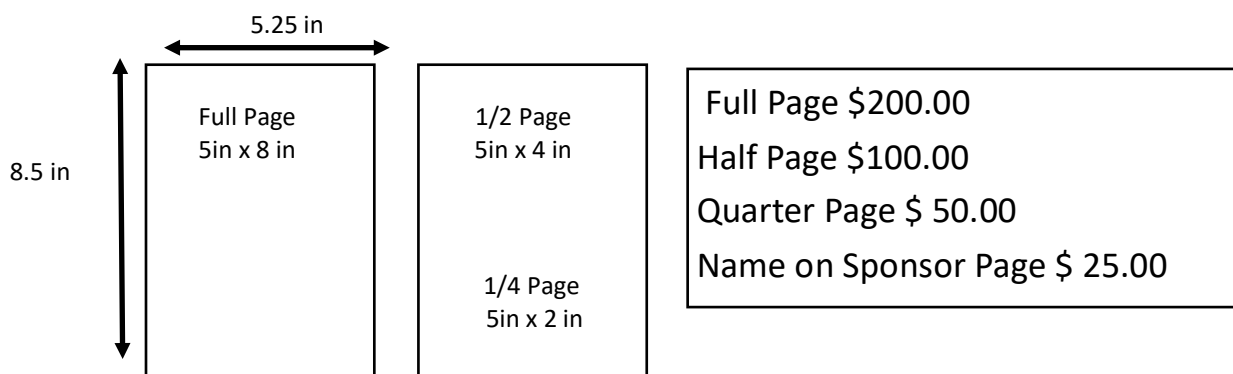 5.25 in
8.5 in
Full Page
5in x 8 in
1/2 Page
5in x 4 in
1/4 Page
5in x 2 in
Full Page $200.00
Half Page $100.00
Quarter Page $ 50.00
Name on Sponsor Page $ 25.00